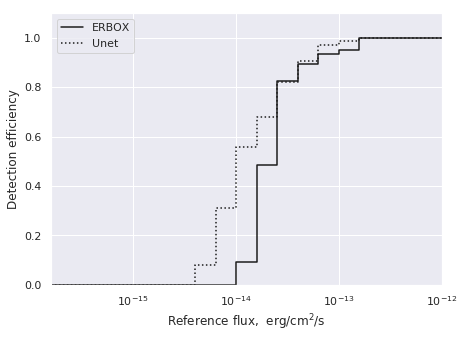 ERBOX
Unet
1.0
0.8
0.6
0.4
0.2
0.0
Detection efficiency
10⁻¹⁵
10⁻¹⁴
10⁻¹³
10⁻¹²
Reference flux, erg/cm²/s